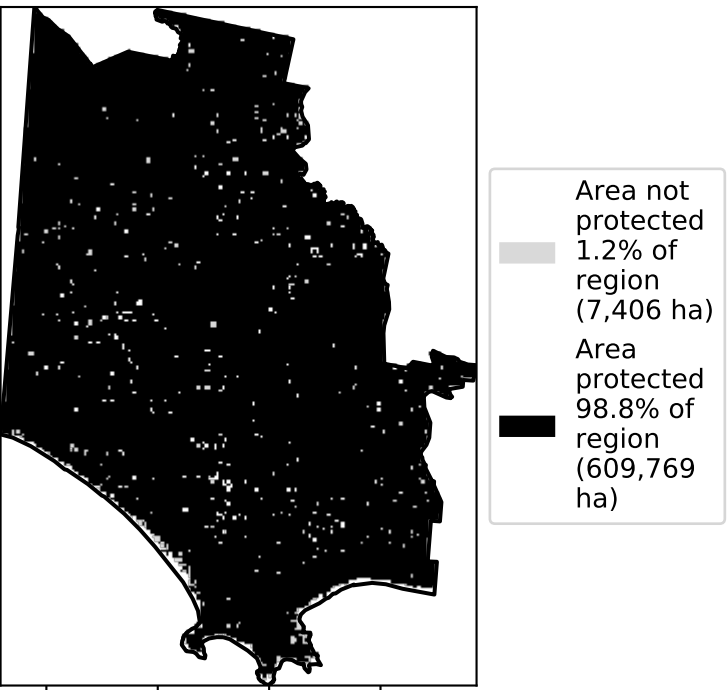 Area not
protected
1.2% of
region
(7,406 ha)
Area
protected
98.8% of
region
(609,769
ha)